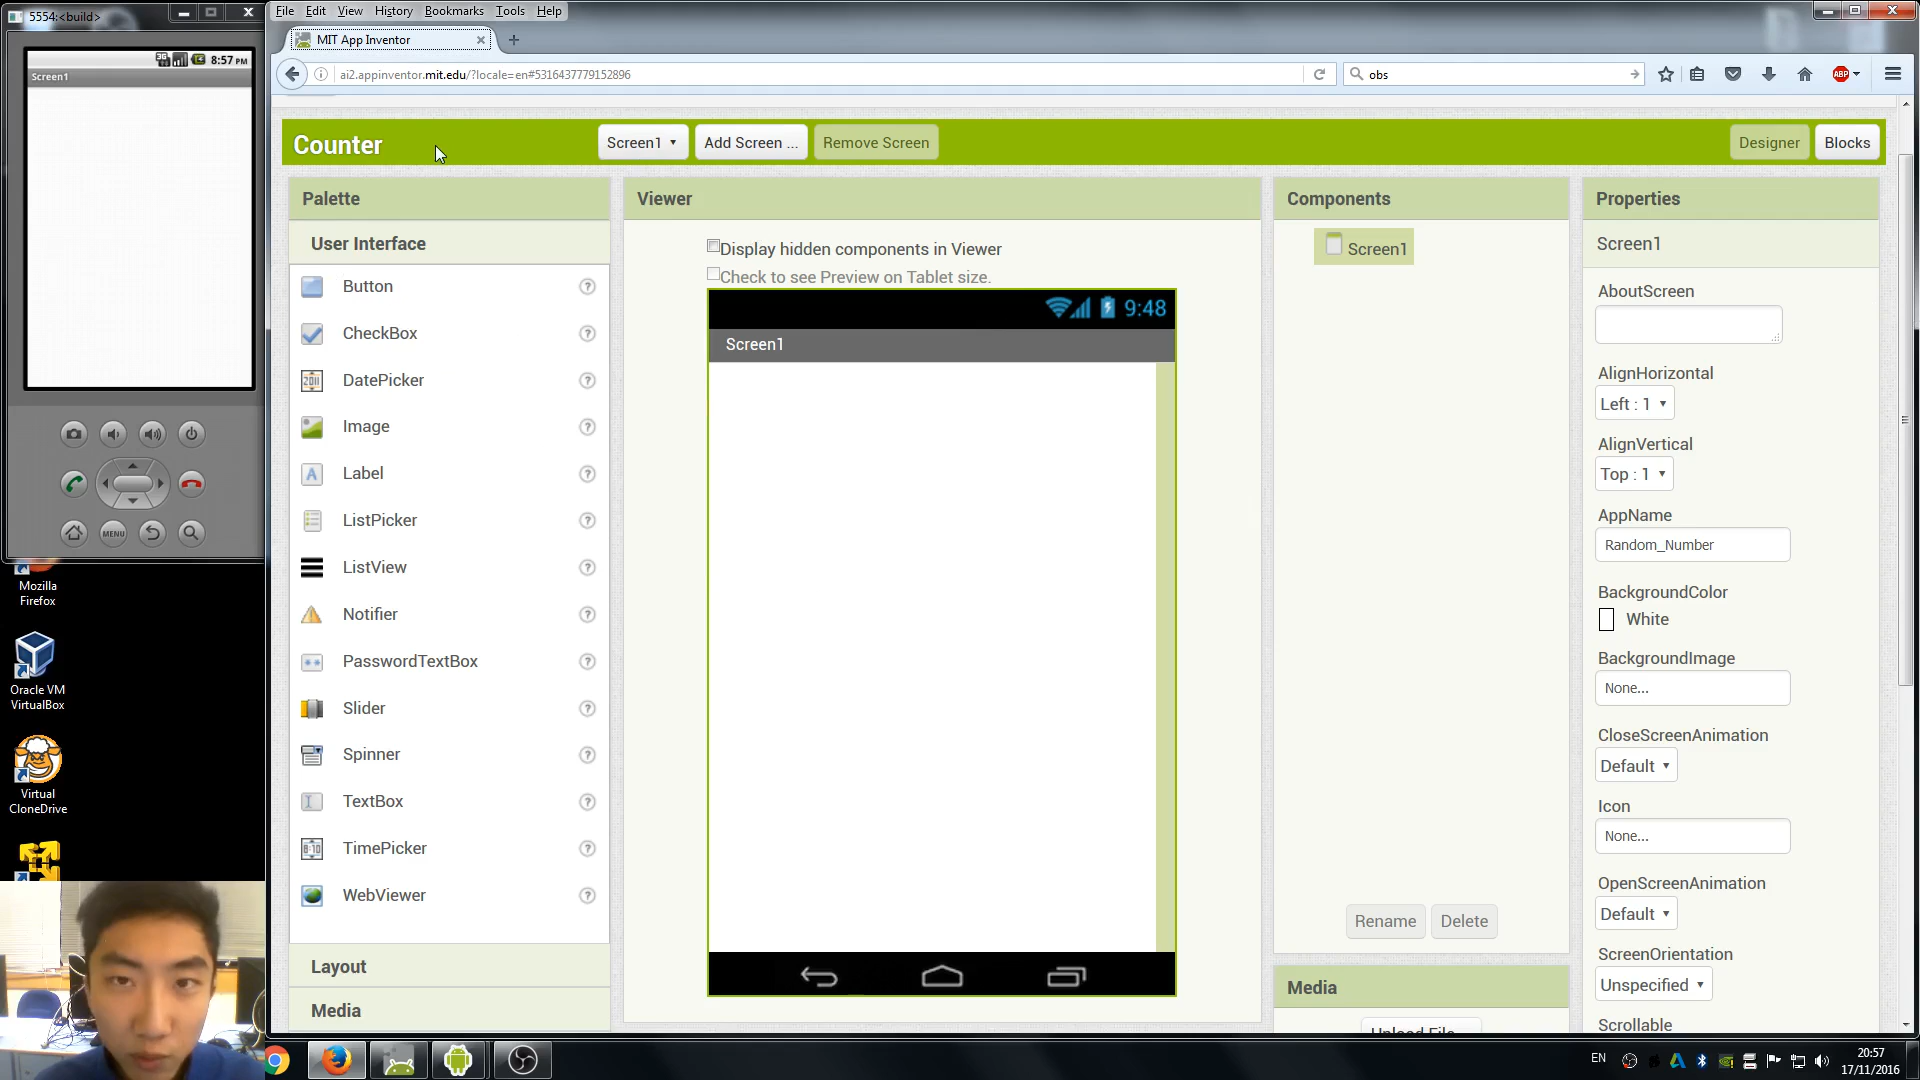 5554:<build>
8:57 PM
Screen1
MENU
Mozilla
Firefox
Oracle VM
VirtualBox
Virtual
CloneDrive
File Edit View History Bookmarks Tools Help
MIT App Inventor
ai2.appinventor.mit.edu/?locale=en#5316437779152896
obs
ABP
Counter
Screen1
Add Screen ...
Remove Screen
Designer
Blocks
Palette
User Interface
Button
CheckBox
DatePicker
Image
Label
ListPicker
ListView
Notifier
PasswordTextBox
Slider
Spinner
TextBox
TimePicker
WebViewer
Layout
Media
Viewer
Display hidden components in Viewer
Check to see Preview on Tablet size.
9:48
Screen1
Components
Screen1
Rename
Delete
Media
Upload File ...
Properties
Screen1
AboutScreen
AlignHorizontal
Left : 1
AlignVertical
Top : 1
AppName
Random_Number
BackgroundColor
White
BackgroundImage
None...
CloseScreenAnimation
Default
Icon
None...
OpenScreenAnimation
Default
ScreenOrientation
Unspecified
Scrollable
EN
20:57
17/11/2016